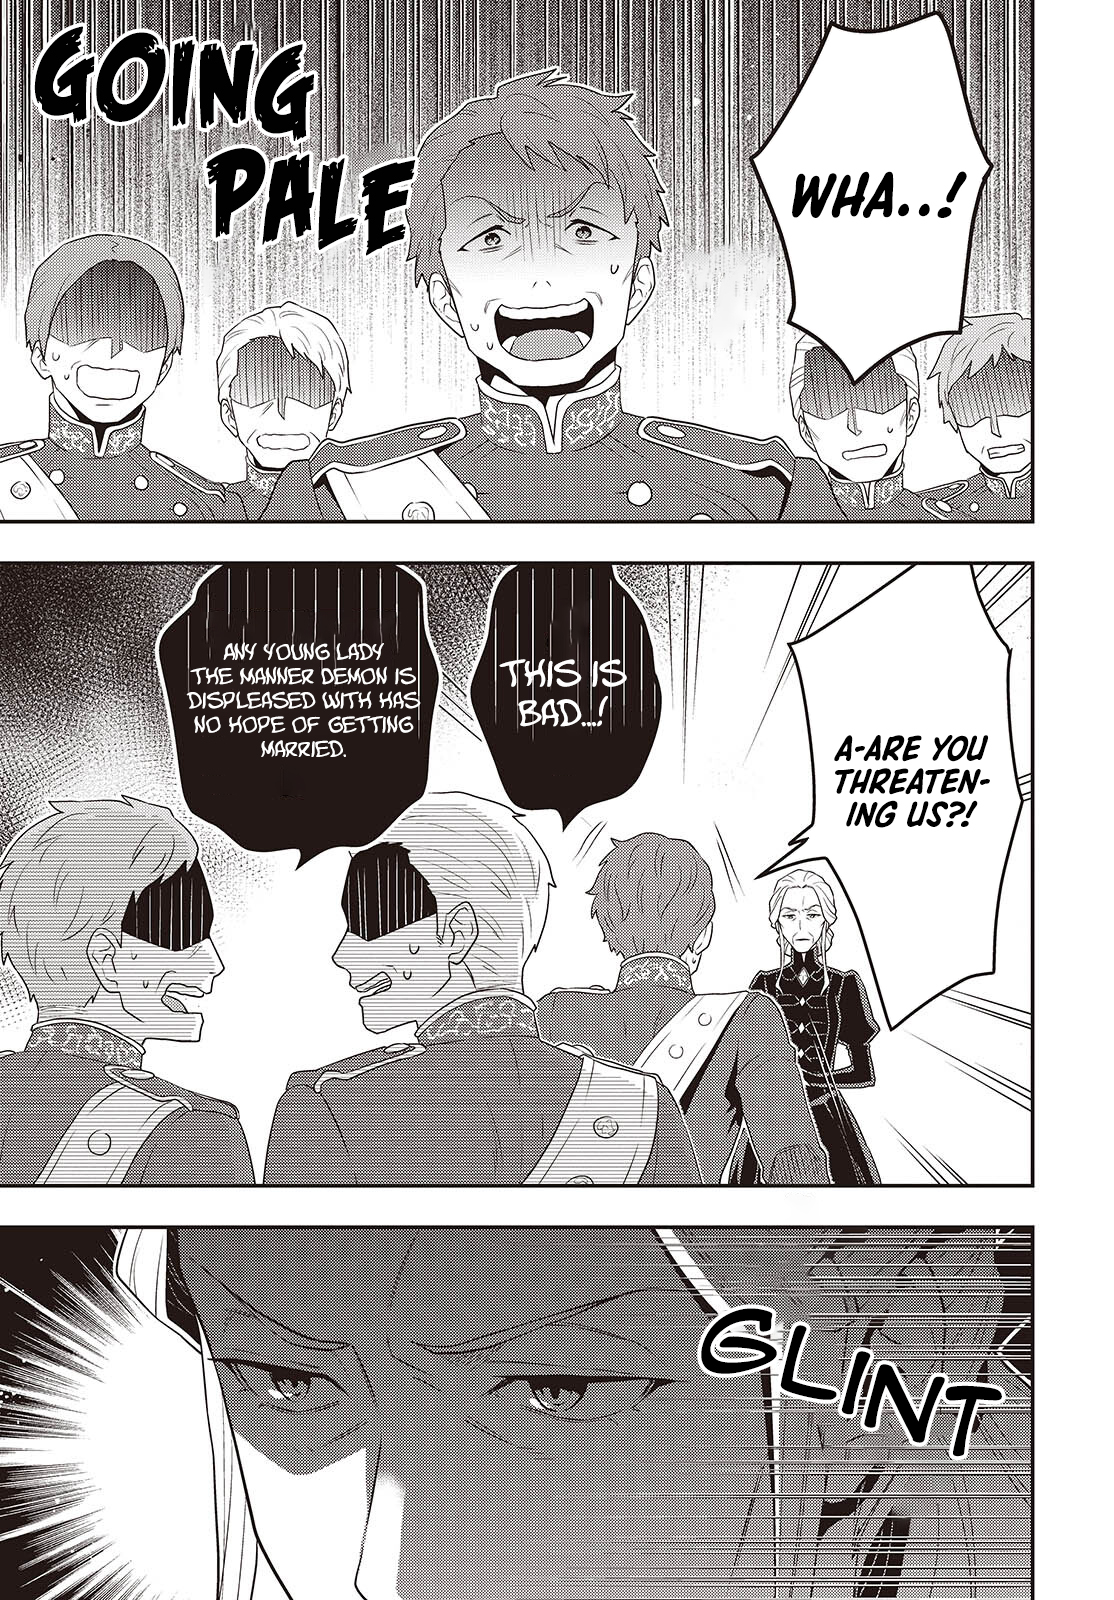 WHA..!
GOING
PALE
A-ARE YOU
THREATEN-
ING US?!
THIS IS
BAD...!
ANY YOUNG LADY
THE MANNER DEMON IS
DISPLEASED WITH HAS
NO HOPE OF GETTING
MARRIED.
GLINT